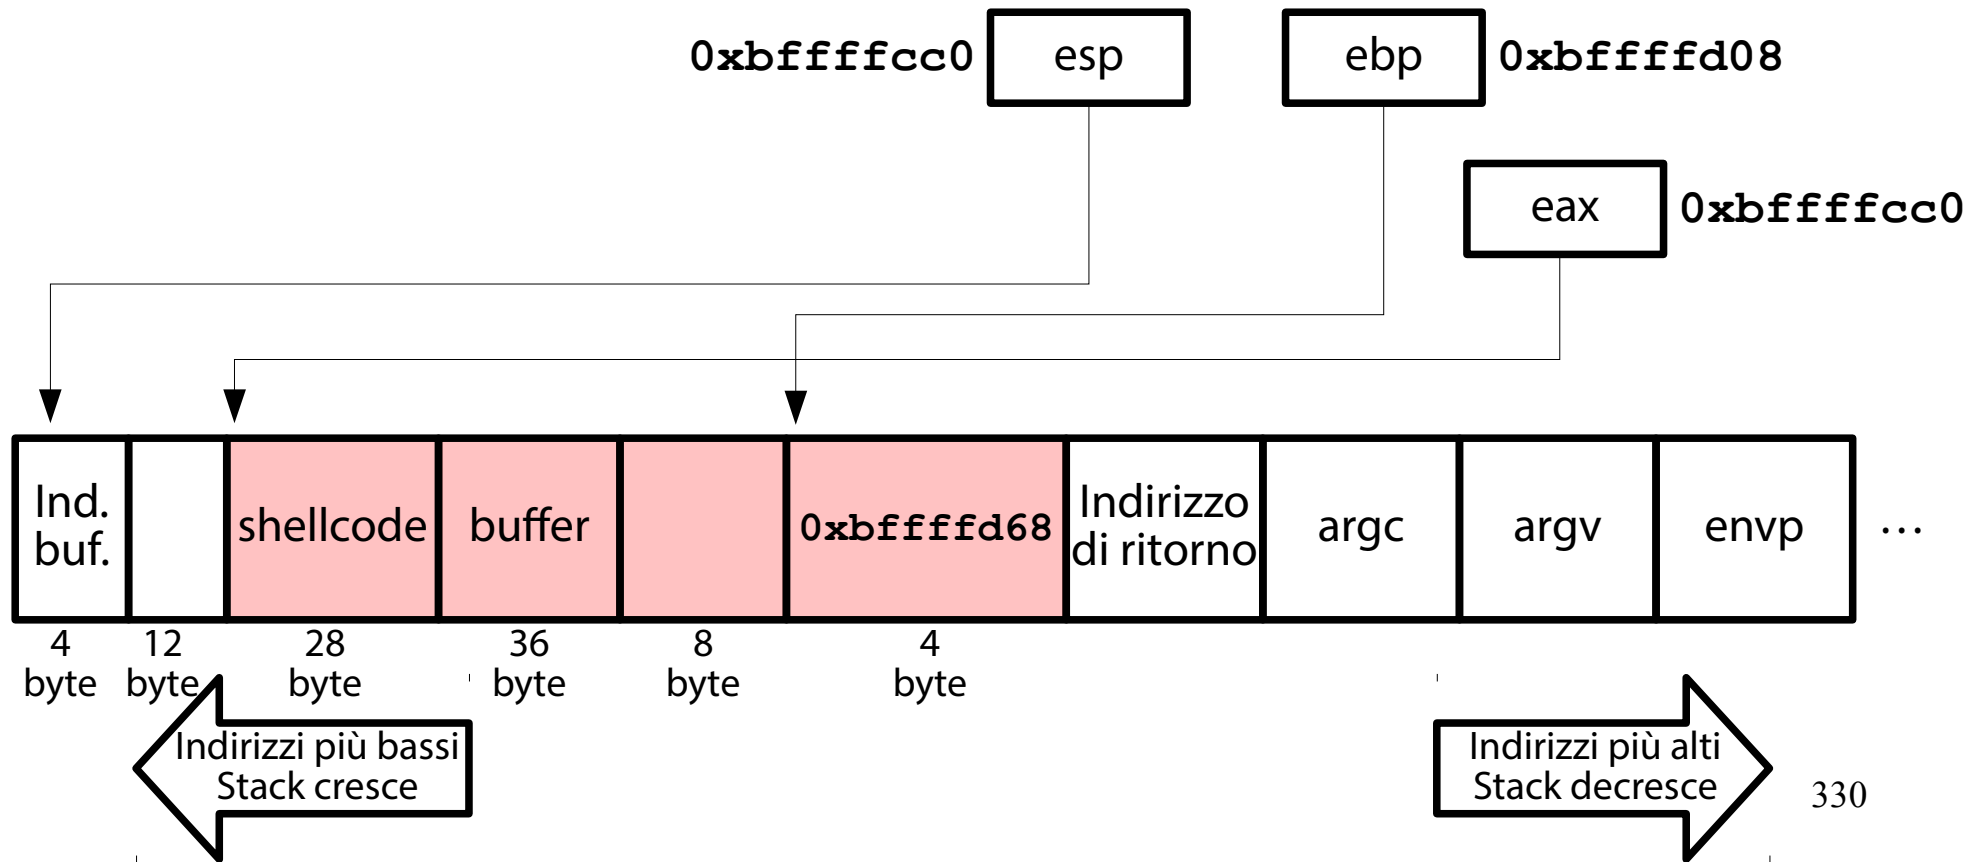 0xbffffcc0
esp
ebp
0xbffffd08
eax
0xbffffcc0
Ind.
buf.
shellcode
buffer
0xbffffd68
Indirizzo
di ritorno
argc
argv
envp
...
4
byte
12
byte
28
byte
36
byte
8
byte
4
byte
Indirizzi più bassi
Stack cresce
Indirizzi più alti
Stack decresce
330